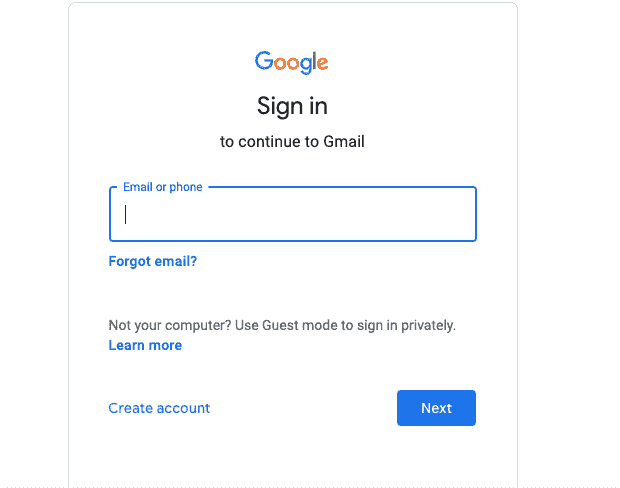 Google
Sign in
to continue to Gmail
Email or phone
Forgot email?
Not your computer? Use Guest mode to sign in privately.
Learn more
Create account
Next